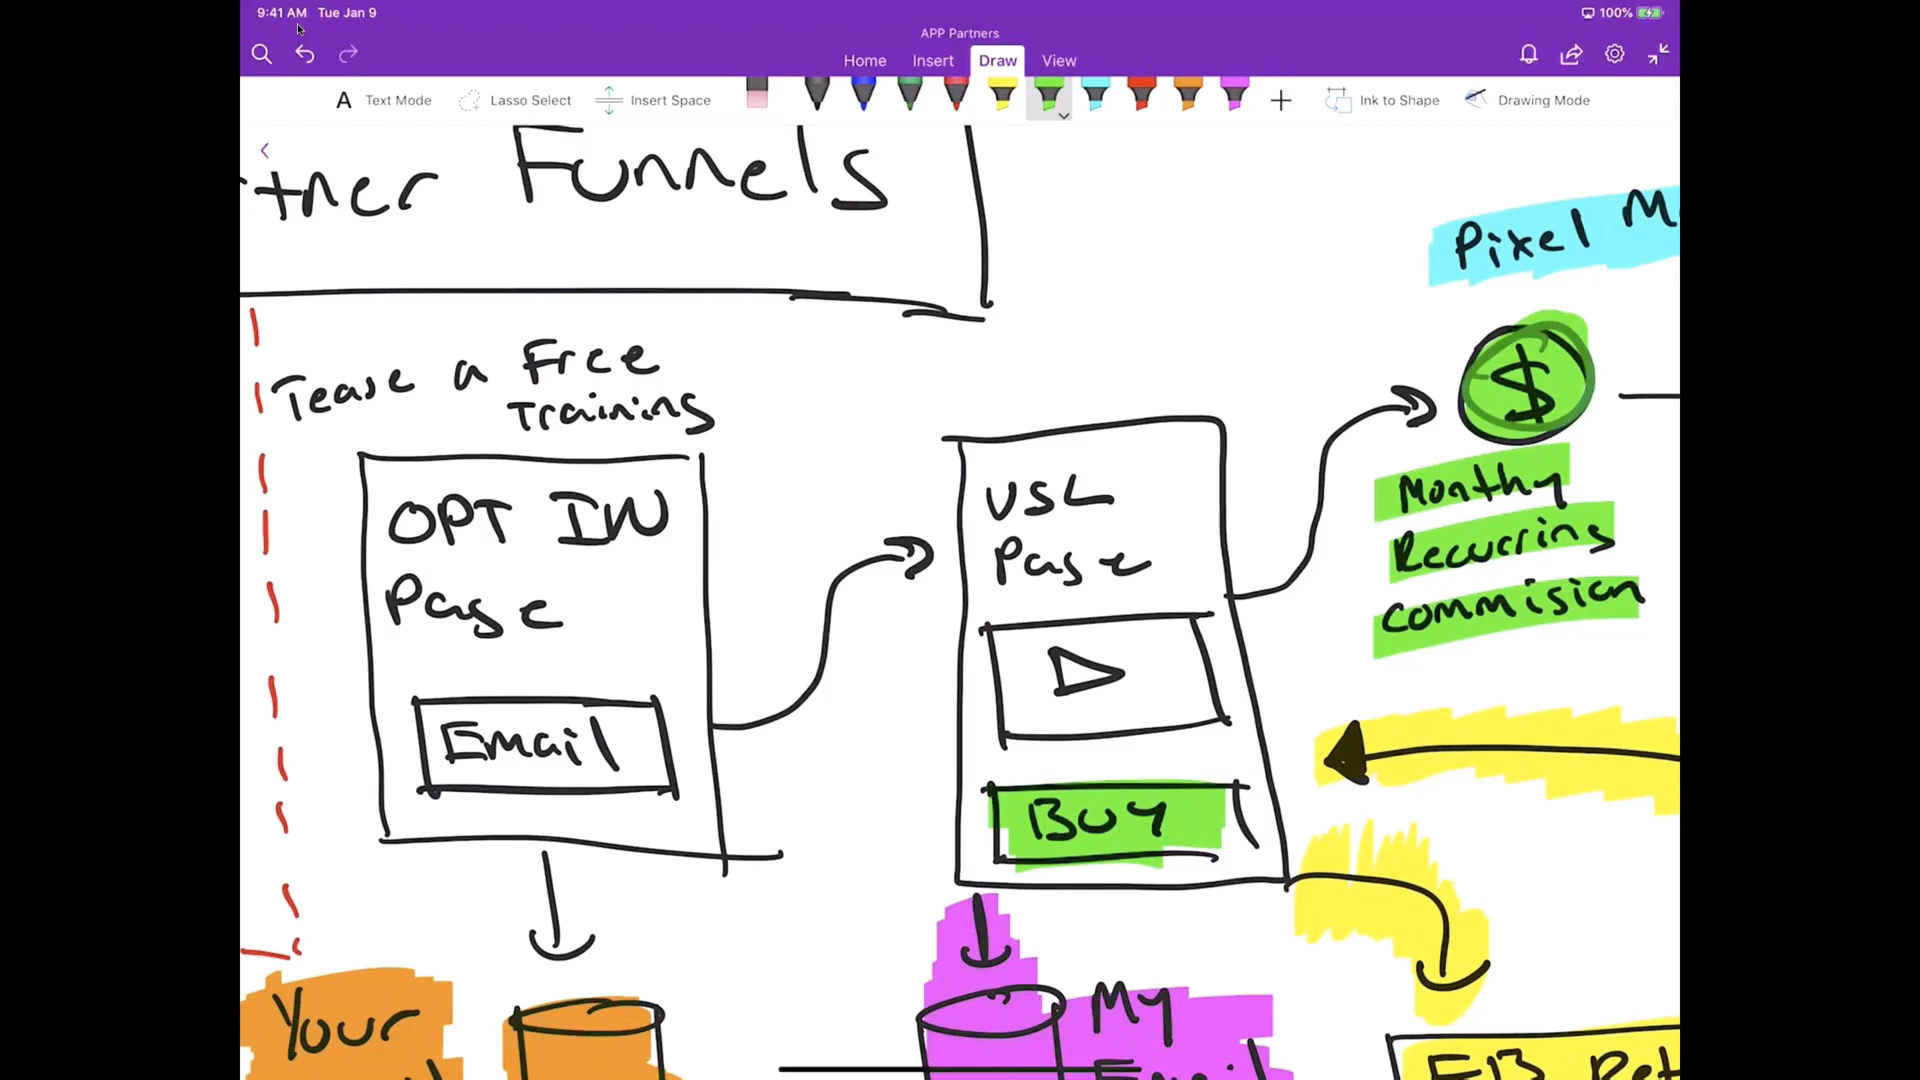 9:41 AM Tue Jan 9
100%
APP Partners
Home Insert Draw View
Text Mode Lasso Select Insert Space Ink to Shape Drawing Mode
tner Funnels
Pixel M
Tease a Free
Training
$
OPT IN
Page
Email
VSL
Page
BUY
Monthy
Recurring
Commision
Your
My
Email